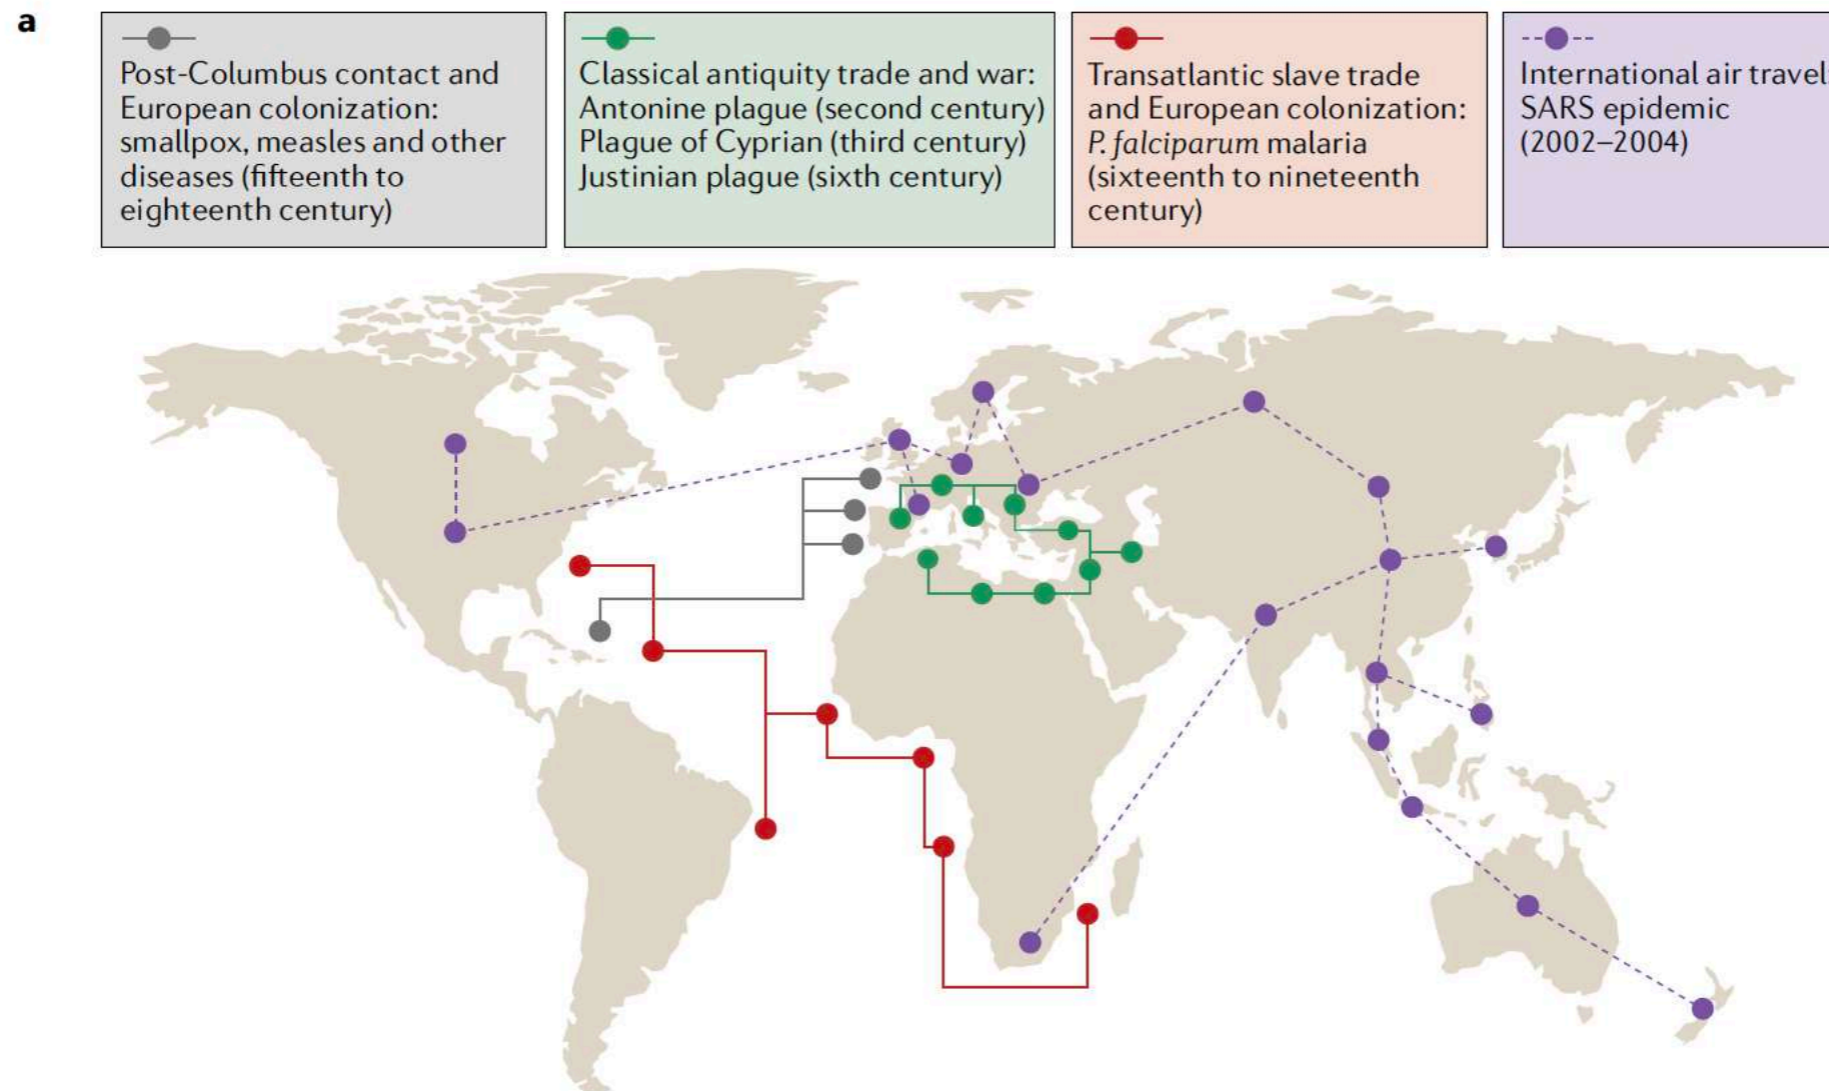 a
Post-Columbus contact and
European colonization:
smallpox, measles and other
diseases (fifteenth to
eighteenth century)
Classical antiquity trade and war:
Antonine plague (second century)
Plague of Cyprian (third century)
Justinian plague (sixth century)
Transatlantic slave trade
and European colonization:
P. falciparum malaria
(sixteenth to nineteenth
century)
International air travel:
SARS epidemic
(2002–2004)